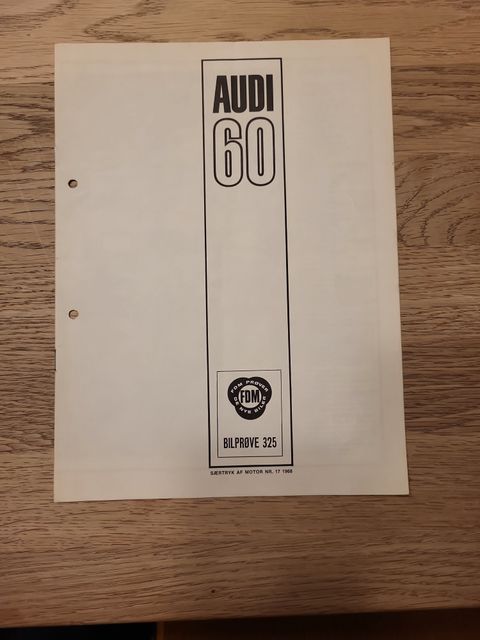 AUDI
60
FDM PRØVER
FDM
DE NYE BILER
BILPRØVE 325
SÆRTRYK AF MOTOR NR. 17 1968